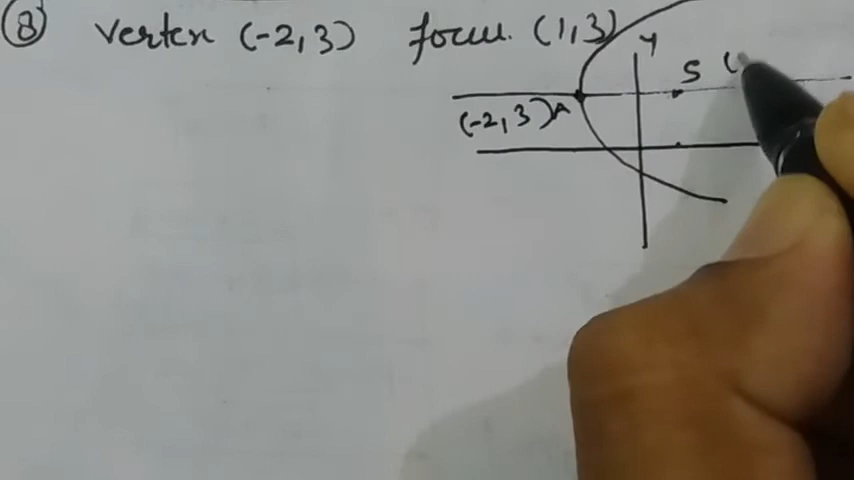 ⑧ Vertex (-2,3) focus. (1,3)
Y
S (
(-2,3) A